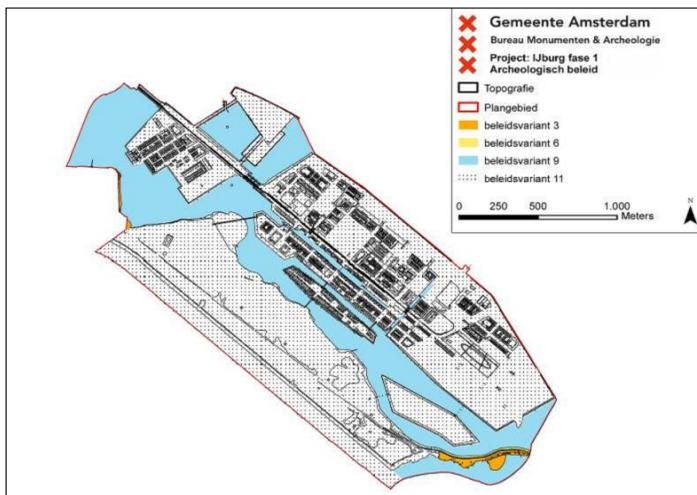 Gemeente Amsterdam
Bureau Monumenten & Archeologie
Project: IJburg fase 1
Archeologisch beleid
Topografie
Plangebied
beleidsvariant 3
beleidsvariant 6
beleidsvariant 9
beleidsvariant 11
0 250 500 1.000
Meters
N